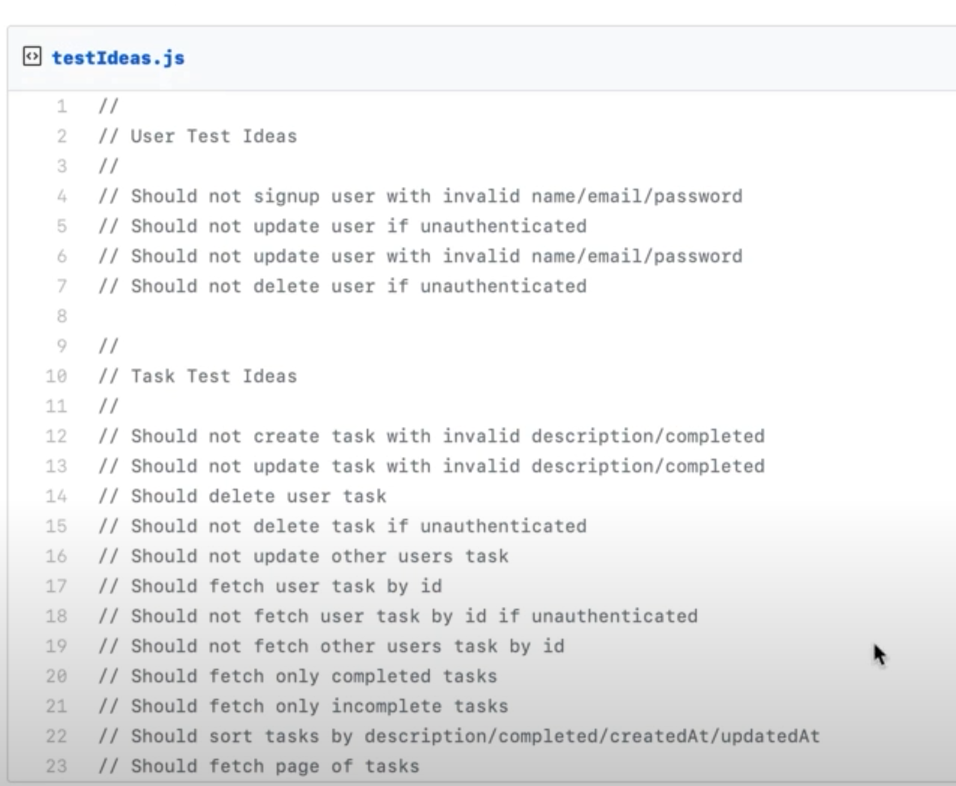 testIdeas.js
1 //
2 // User Test Ideas
3 //
4 // Should not signup user with invalid name/email/password
5 // Should not update user if unauthenticated
6 // Should not update user with invalid name/email/password
7 // Should not delete user if unauthenticated
8
9 //
10 // Task Test Ideas
11 //
12 // Should not create task with invalid description/completed
13 // Should not update task with invalid description/completed
14 // Should delete user task
15 // Should not delete task if unauthenticated
16 // Should not update other users task
17 // Should fetch user task by id
18 // Should not fetch user task by id if unauthenticated
19 // Should not fetch other users task by id
20 // Should fetch only completed tasks
21 // Should fetch only incomplete tasks
22 // Should sort tasks by description/completed/createdAt/updatedAt
23 // Should fetch page of tasks